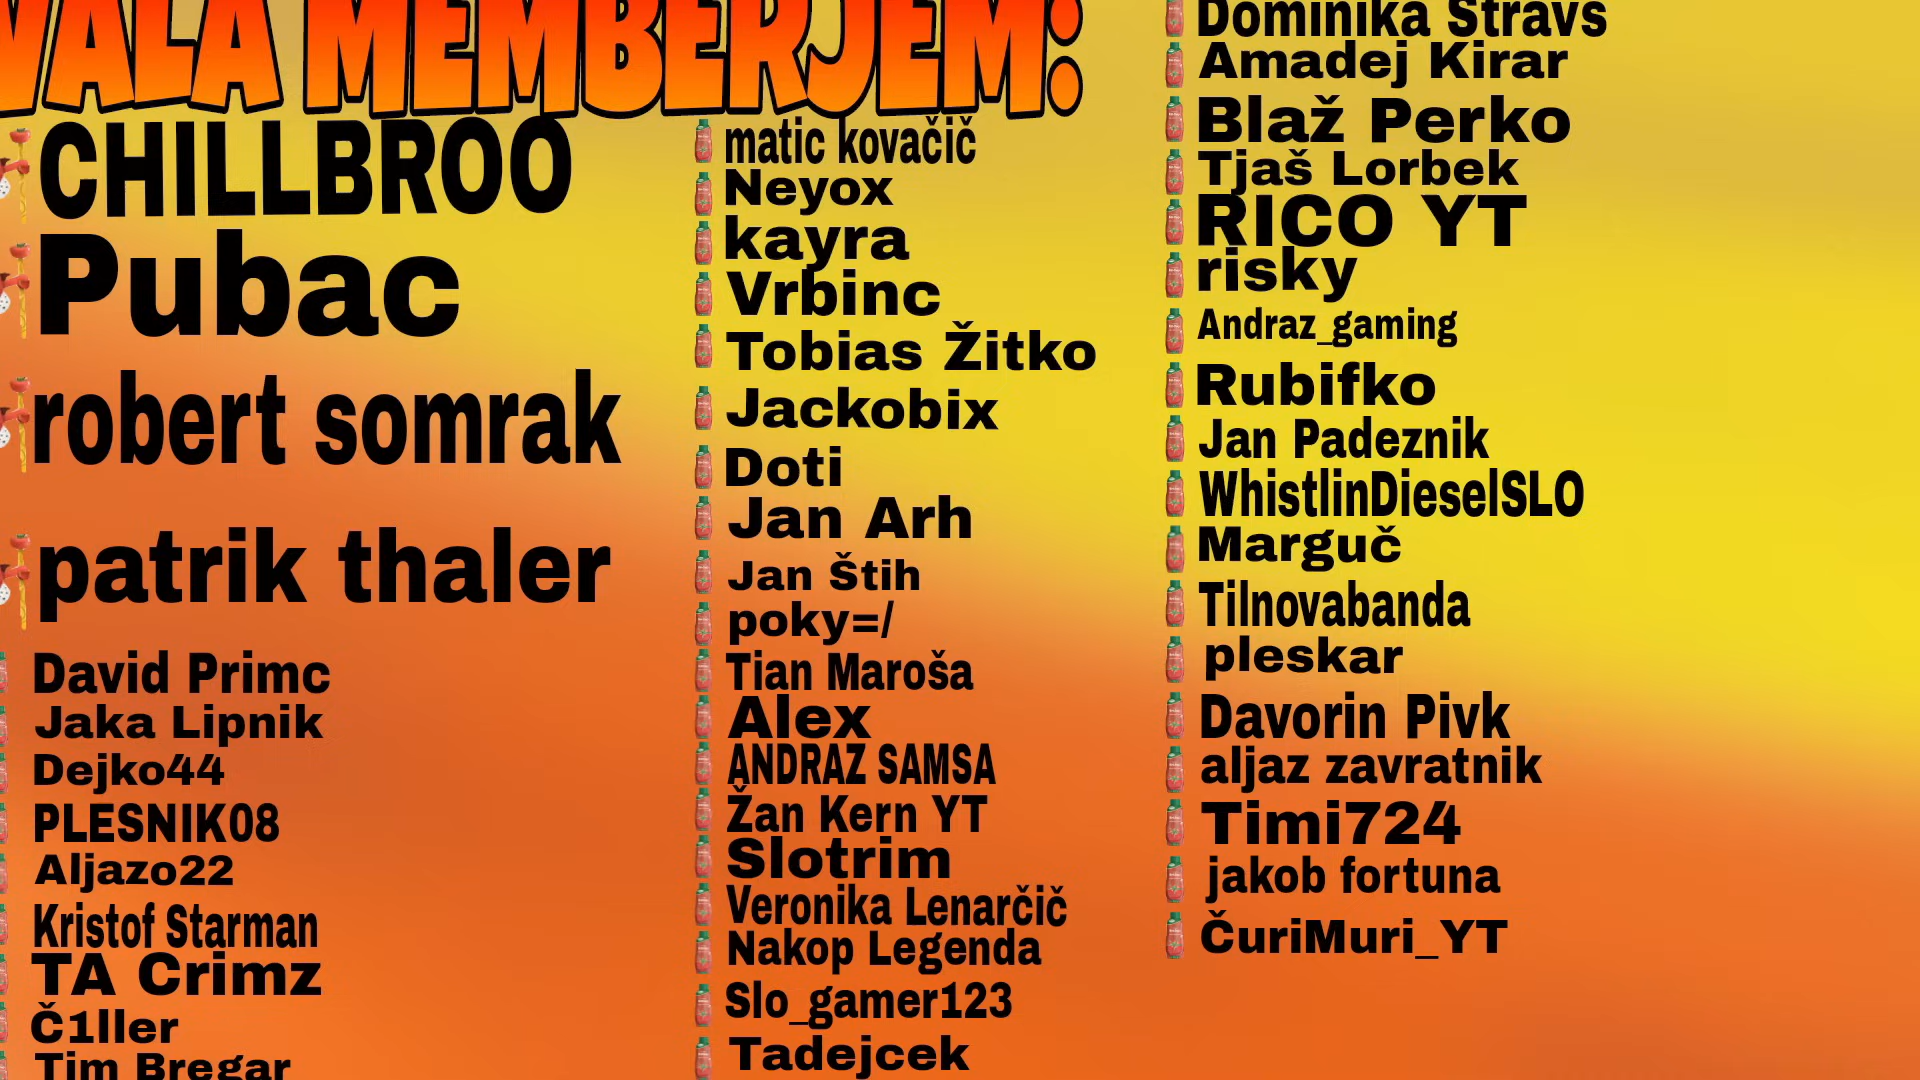 VALA MEMBERJEM:
CHILLBROO
Pubac
robert somrak
patrik thaler
David Primc
Jaka Lipnik
Dejko44
PLESNIK08
Aljazo22
Kristof Starman
TA Crimz
Č1ller
Tim Bregar
matic kovačič
Neyox
kayra
Vrbinc
Tobias Žitko
Jackobix
Doti
Jan Arh
Jan Štih
poky=/
Tian Maroša
Alex
ANDRAZ SAMSA
Žan Kern YT
Slotrim
Veronika Lenarčič
Nakop Legenda
Slo_gamer123
Tadejcek
Dominika Stravs
Amadej Kirar
Blaž Perko
Tjaš Lorbek
RICO YT
risky
Andraz_gaming
Rubifko
Jan Padeznik
WhistlinDieselSLO
Marguč
Tilnovabanda
pleskar
Davorin Pivk
aljaz zavratnik
Timi724
jakob fortuna
ČuriMuri_YT